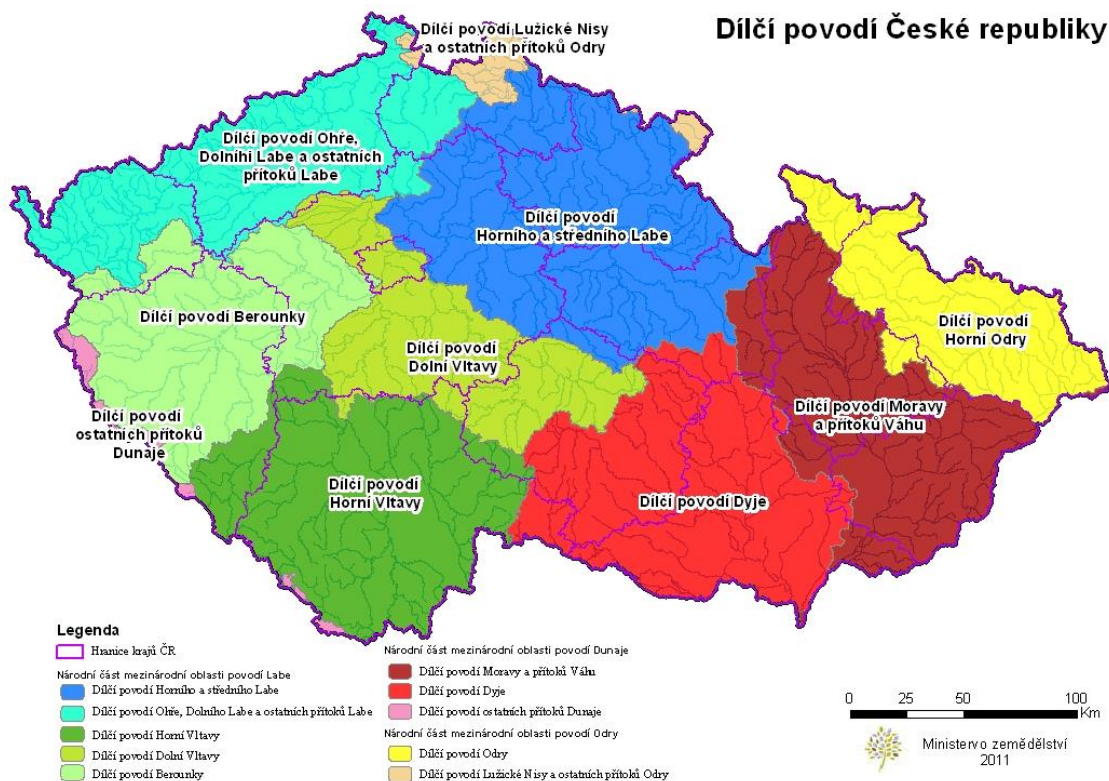 Dílčí povodí České republiky
Dílčí povodí Lužické Nisy
a ostatních přítoků Odry
Dílčí povodí Ohře,
Dolního Labe a ostatních
přítoků Labe
Dílčí povodí
Horního a středního Labe
Dílčí povodí Berounky
Dílčí povodí
Dolní Vltavy
Dílčí povodí
Horní Odry
Dílčí povodí
ostatních přítoků
Dunaje
Dílčí povodí Moravy
a přítoků Váhu
Dílčí povodí
Horní Vltavy
Dílčí povodí Dyje
Legenda
Hranice krajů ČR
Národní část mezinárodní oblasti povodí Labe
Dílčí povodí Horního a středního Labe
Dílčí povodí Ohře, Dolního Labe a ostatních přítoků Labe
Dílčí povodí Horní Vltavy
Dílčí povodí Dolní Vltavy
Dílčí povodí Berounky
Národní část mezinárodní oblasti povodí Dunaje
Dílčí povodí Moravy a přítoků Váhu
Dílčí povodí Dyje
Dílčí povodí ostatních přítoků Dunaje
Národní část mezinárodní oblasti povodí Odry
Dílčí povodí Odry
Dílčí povodí Lužické Nisy a ostatních přítoků Odry
0 25 50 100
Km
Ministervo zemědělství
2011